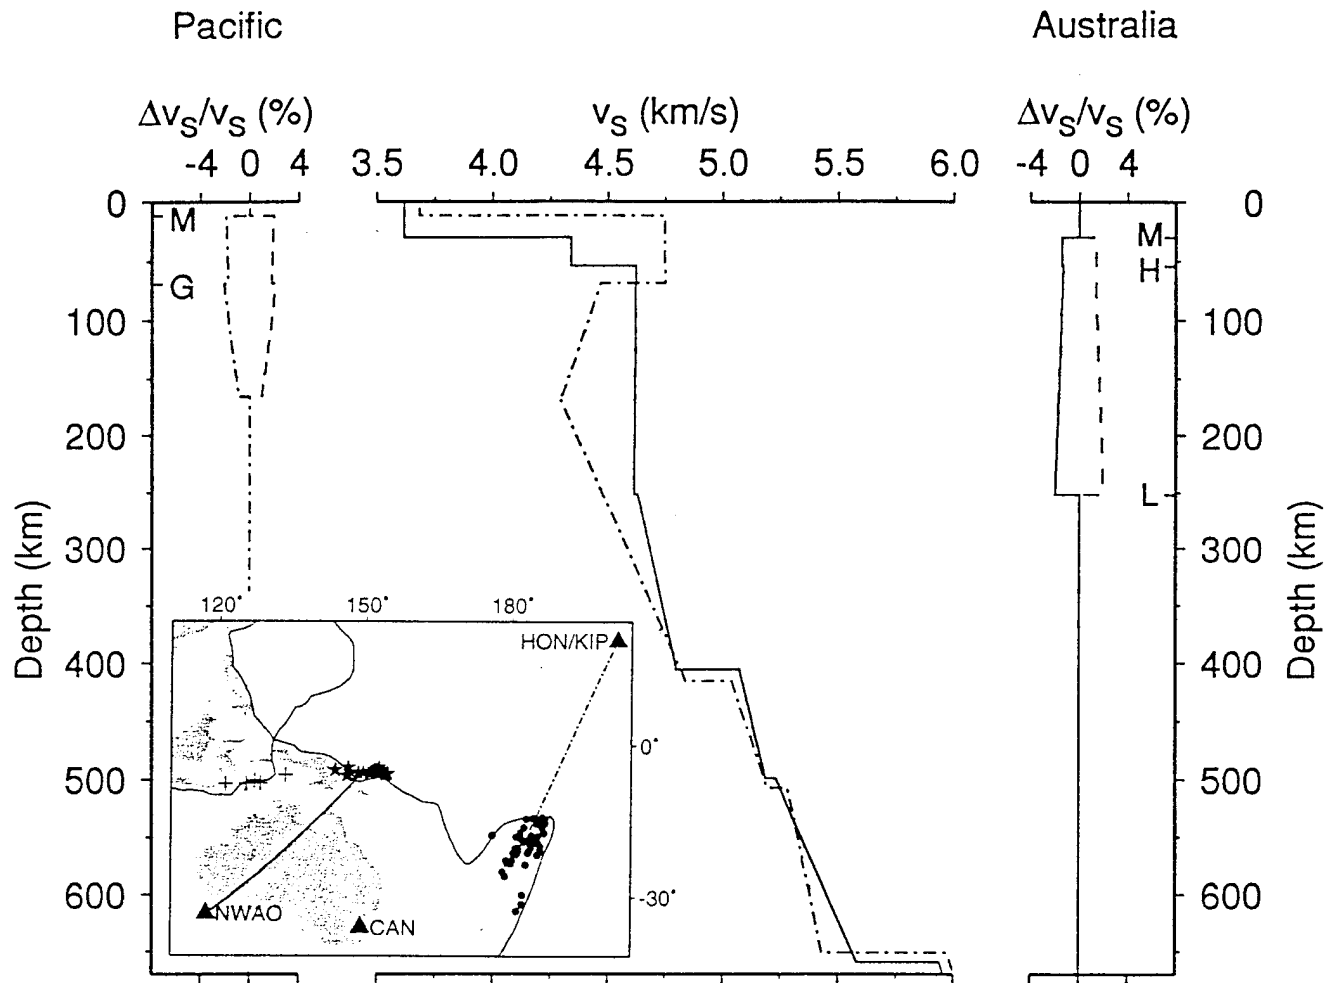 Pacific Australia
Δv_S/v_S (%) v_S (km/s) Δv_S/v_S (%)
-4 0 4 3.5 4.0 4.5 5.0 5.5 6.0 -4 0 4
0 0
M M
H
G
100 100
200 200
L
Depth (km) Depth (km)
300 300
120° 150° 180°
HON/KIP
400 400
0°
500 500
600 600
-30°
NWAO CAN